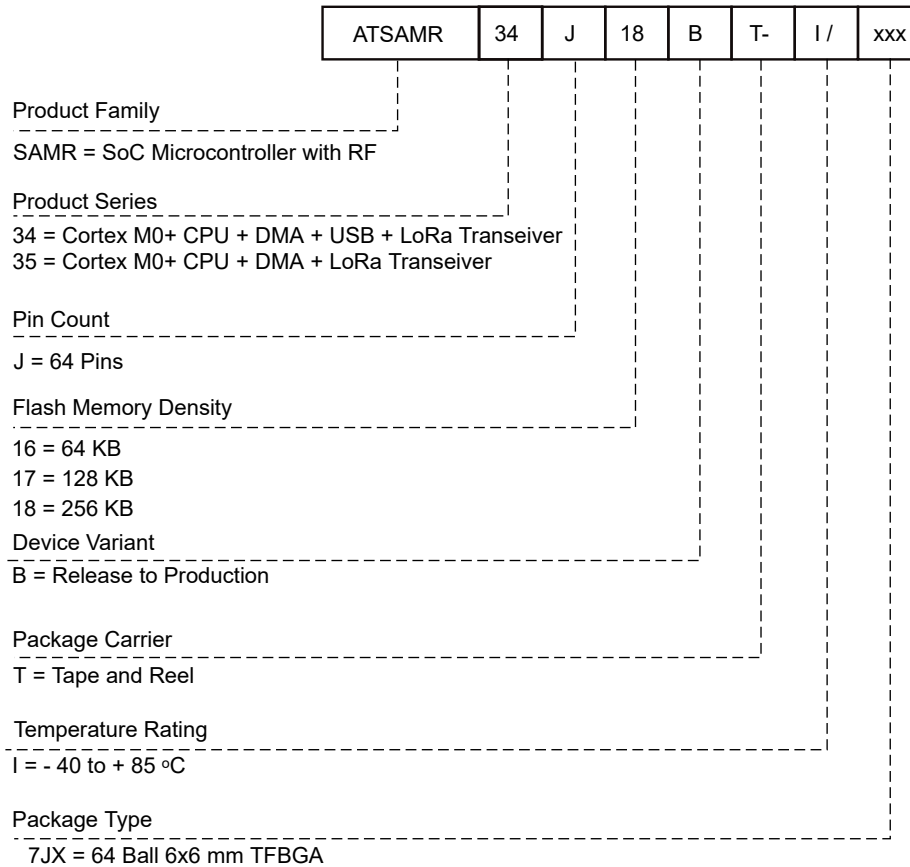 ATSAMR 34 J 18 B T- I / xxx
Product Family
SAMR = SoC Microcontroller with RF
Product Series
34 = Cortex M0+ CPU + DMA + USB + LoRa Transeiver
35 = Cortex M0+ CPU + DMA + LoRa Transeiver
Pin Count
J = 64 Pins
Flash Memory Density
16 = 64 KB
17 = 128 KB
18 = 256 KB
Device Variant
B = Release to Production
Package Carrier
T = Tape and Reel
Temperature Rating
I = - 40 to + 85 ºC
Package Type
7JX = 64 Ball 6x6 mm TFBGA